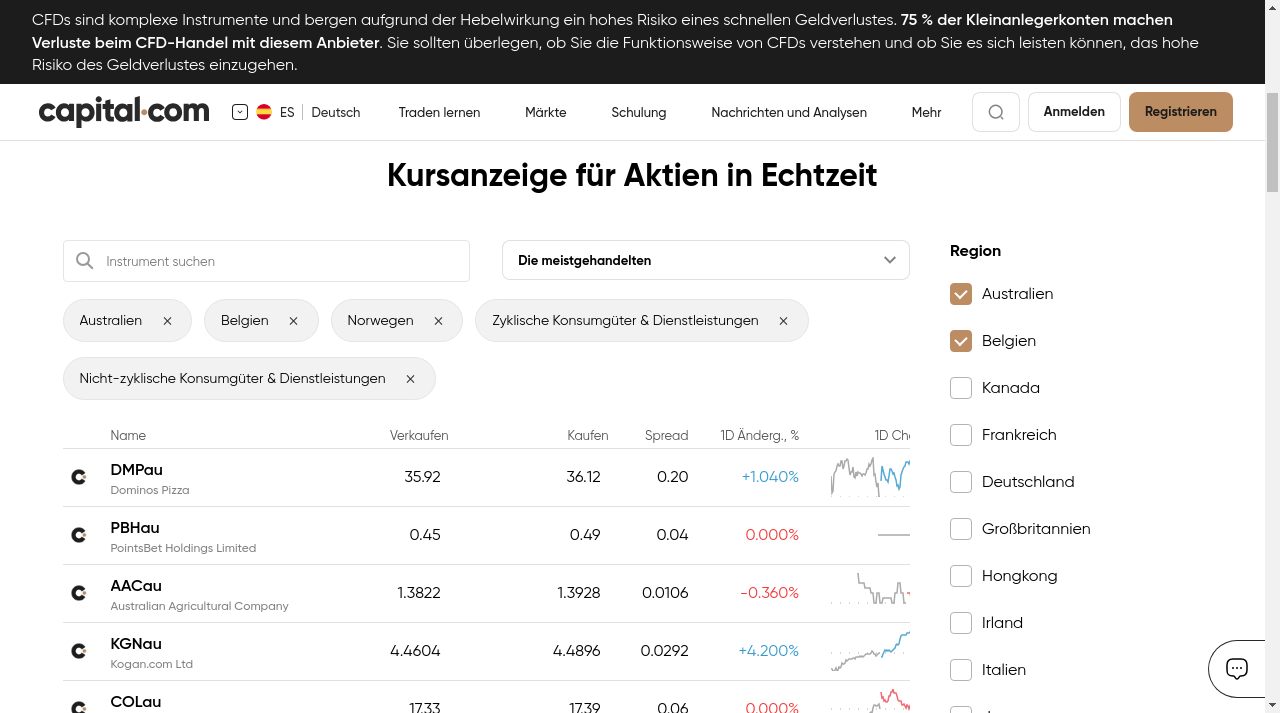 CFDs sind komplexe Instrumente und bergen aufgrund der Hebelwirkung ein hohes Risiko eines schnellen Geldverlustes. 75 % der Kleinanlegerkonten machen
Verluste beim CFD-Handel mit diesem Anbieter. Sie sollten überlegen, ob Sie die Funktionsweise von CFDs verstehen und ob Sie es sich leisten können, das hohe
Risiko des Geldverlustes einzugehen.
capital.com ES Deutsch Traden lernen Märkte Schulung Nachrichten und Analysen Mehr Anmelden Registrieren
Kursanzeige für Aktien in Echtzeit
Instrument suchen Die meistgehandelten
Australien Belgien Norwegen Zyklische Konsumgüter & Dienstleistungen
Nicht-zyklische Konsumgüter & Dienstleistungen
Name Verkaufen Kaufen Spread 1D Änderg., %  1D
DMPau 35.92 36.12 0.20 +1.040%
Dominos Pizza
PBHau 0.45 0.49 0.04 0.000%
PointsBet Holdings Limited
AACau 1.3822 1.3928 0.0106 -0.360%
Australian Agricultural Company
KGNau 4.4604 4.4896 0.0292 +4.200%
Kogan.com Ltd
COLau 17.33 17.39 0.06 0.000%
Region
Australien
Belgien
Kanada
Frankreich
Deutschland
Großbritannien
Hongkong
Irland
Italien